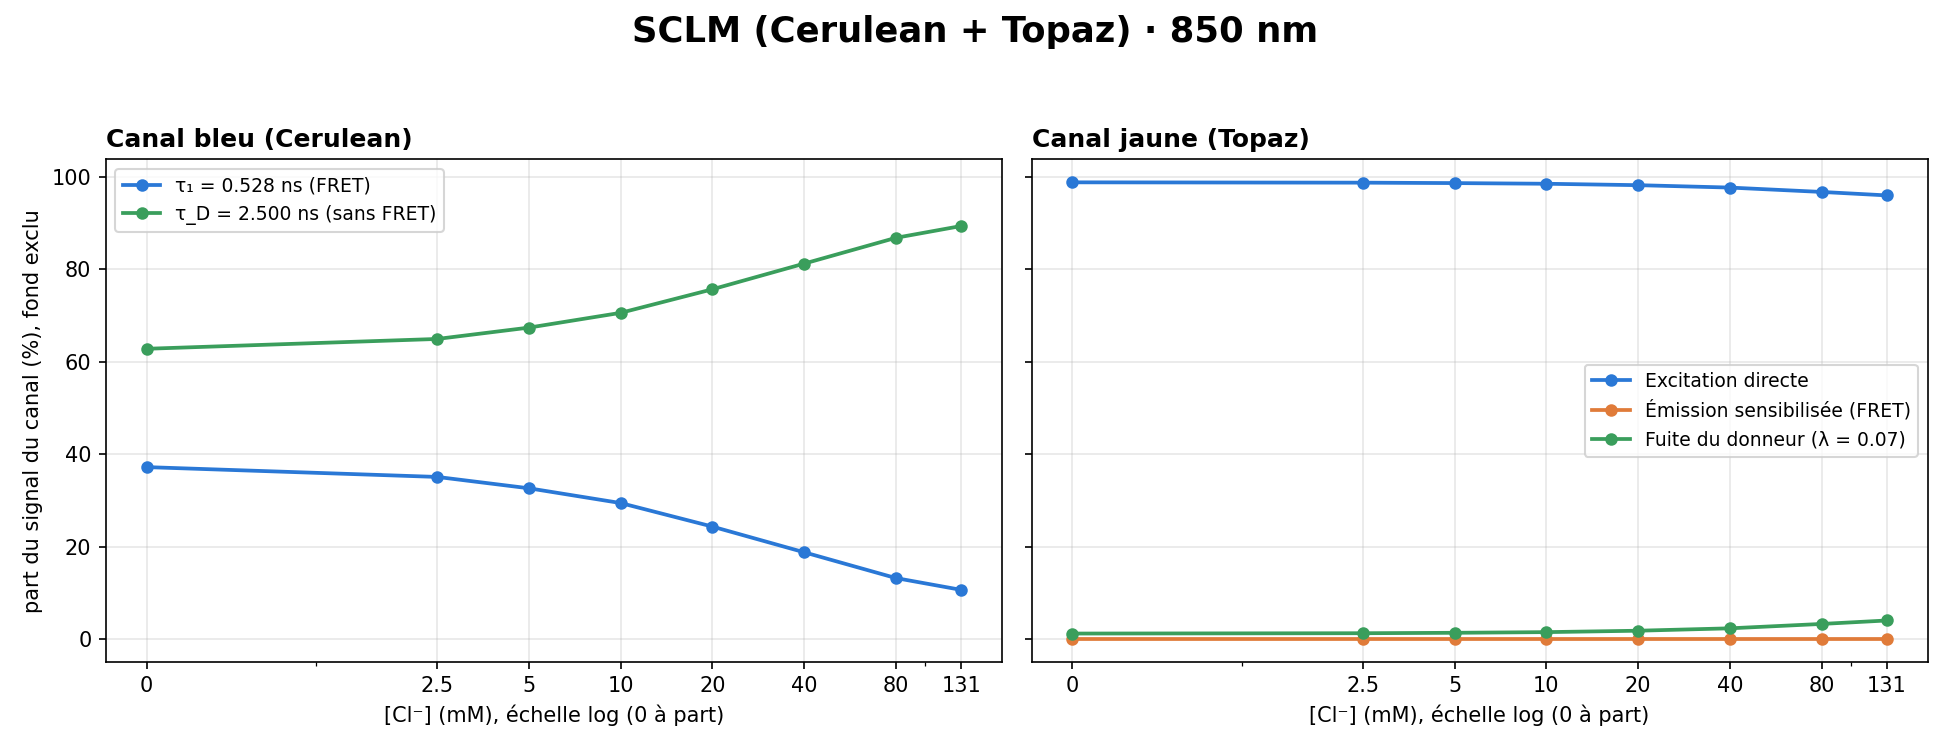 SCLM (Cerulean + Topaz) · 850 nm
Canal bleu (Cerulean)
τ₁ = 0.528 ns (FRET)
τ_D = 2.500 ns (sans FRET)
part du signal du canal (%), fond exclu
100
80
60
40
20
0
0 2.5 5 10 20 40 80 131
[Cl⁻] (mM), échelle log (0 à part)
Canal jaune (Topaz)
Excitation directe
Émission sensibilisée (FRET)
Fuite du donneur (λ = 0.07)
0 2.5 5 10 20 40 80 131
[Cl⁻] (mM), échelle log (0 à part)